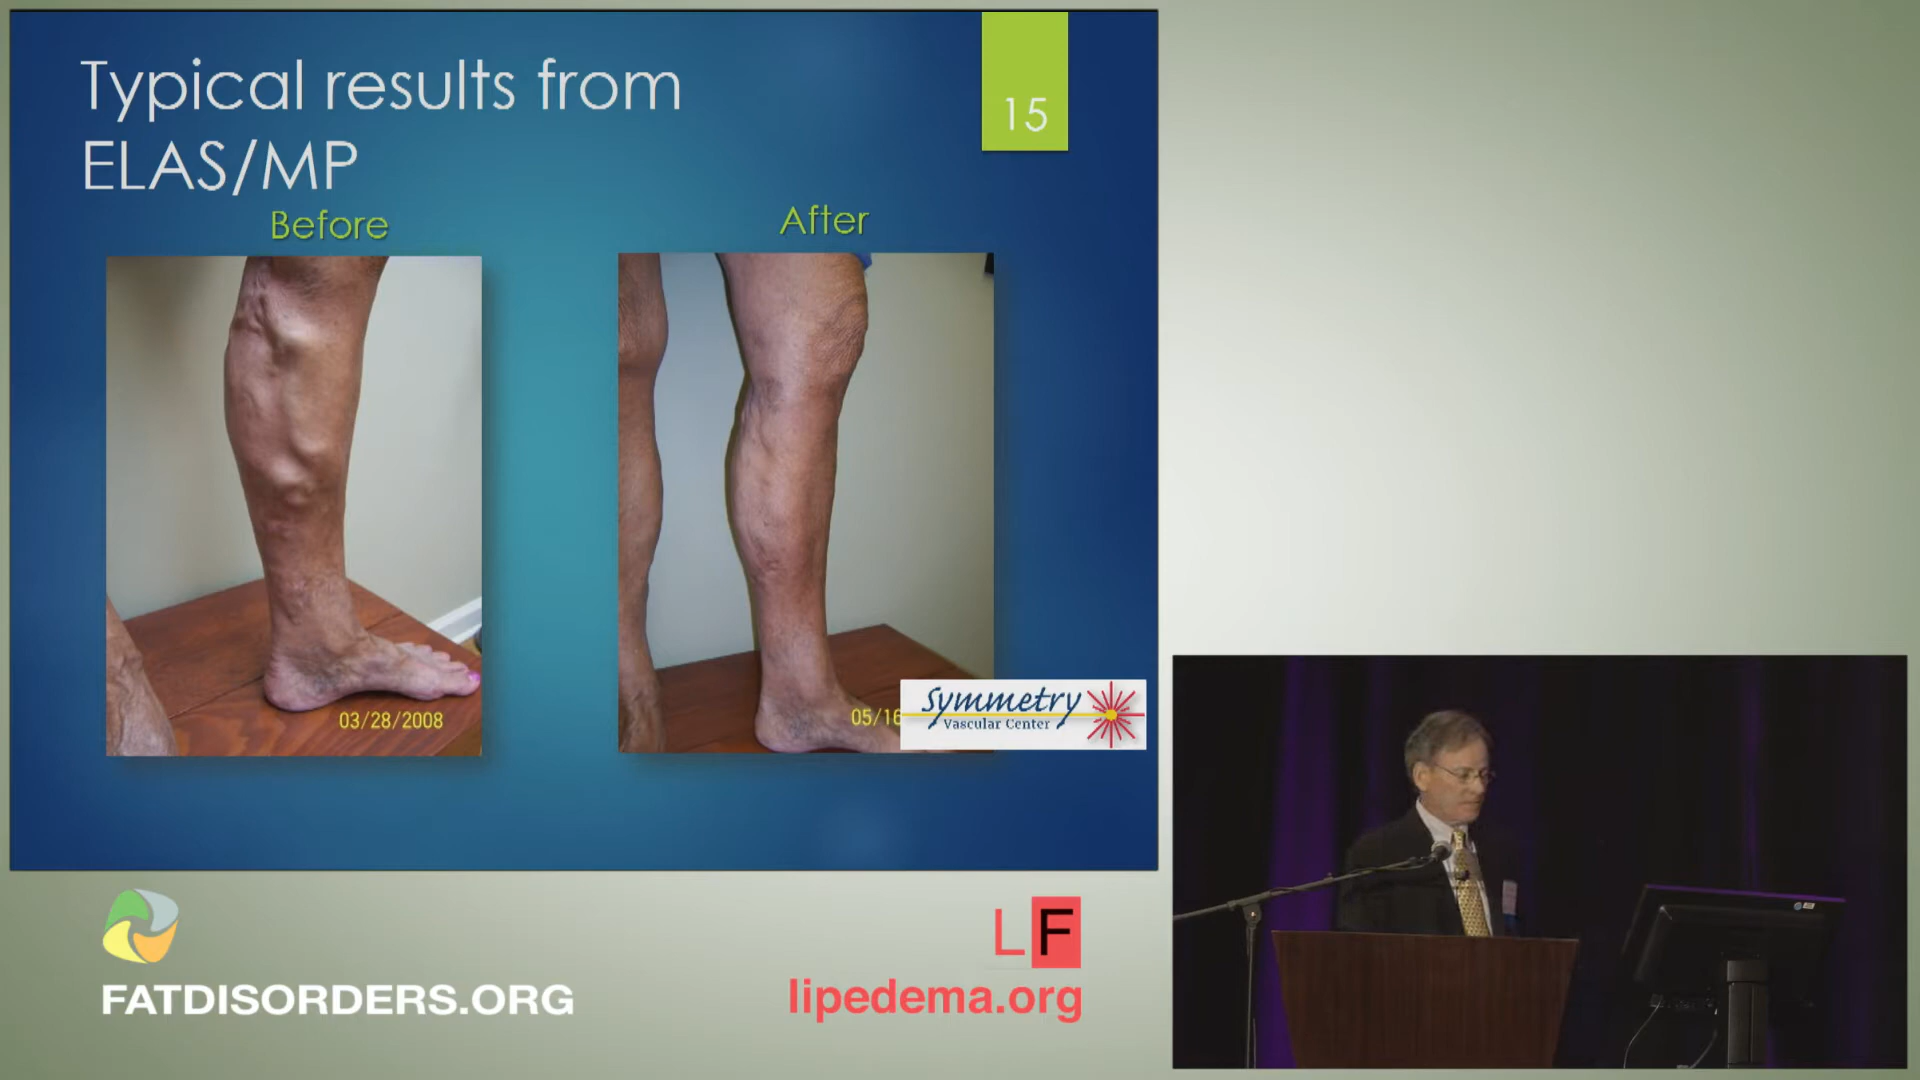 Typical results from
ELAS/MP
15
Before
After
03/28/2008
05/16
Symmetry
Vascular Center
FATDISORDERS.ORG
LF
lipedema.org